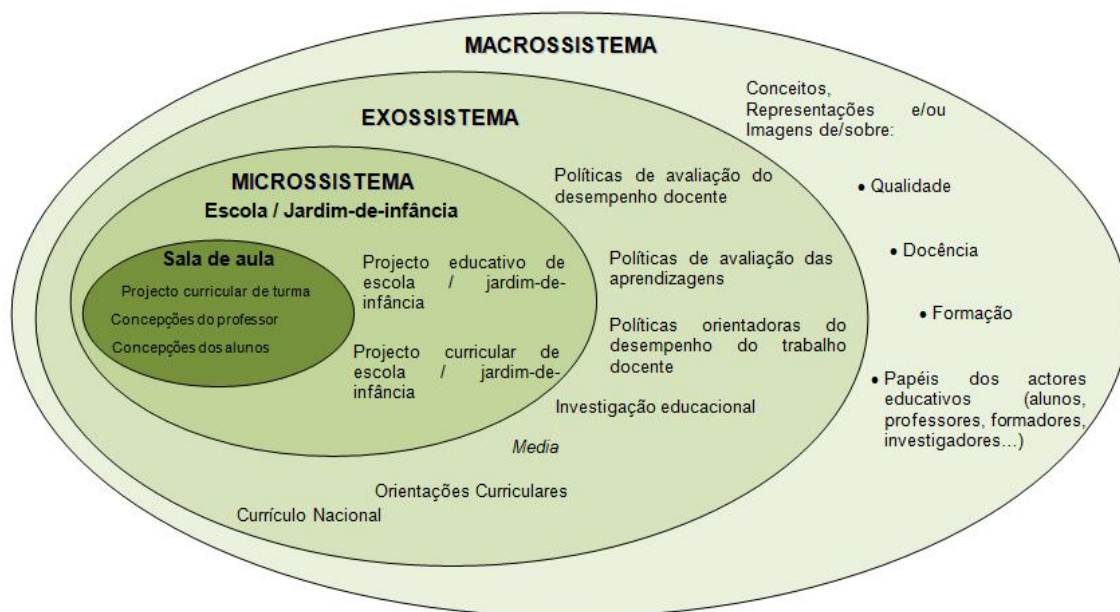 MACROSSISTEMA
Conceitos,
Representações e/ou
Imagens de/sobre:
• Qualidade
• Docência
• Formação
• Papéis dos actores
educativos (alunos,
professores, formadores,
investigadores…)
EXOSSISTEMA
Políticas de avaliação do
desempenho docente
Políticas de avaliação das
aprendizagens
Políticas orientadoras do
desempenho do trabalho
docente
Investigação educacional
Media
Orientações Curriculares
Currículo Nacional
MICROSSISTEMA
Escola / Jardim-de-infância
Projecto educativo de
escola / jardim-de-
infância
Projecto curricular de
escola / jardim-de-
infância
Sala de aula
Projecto curricular de turma
Concepções do professor
Concepções dos alunos